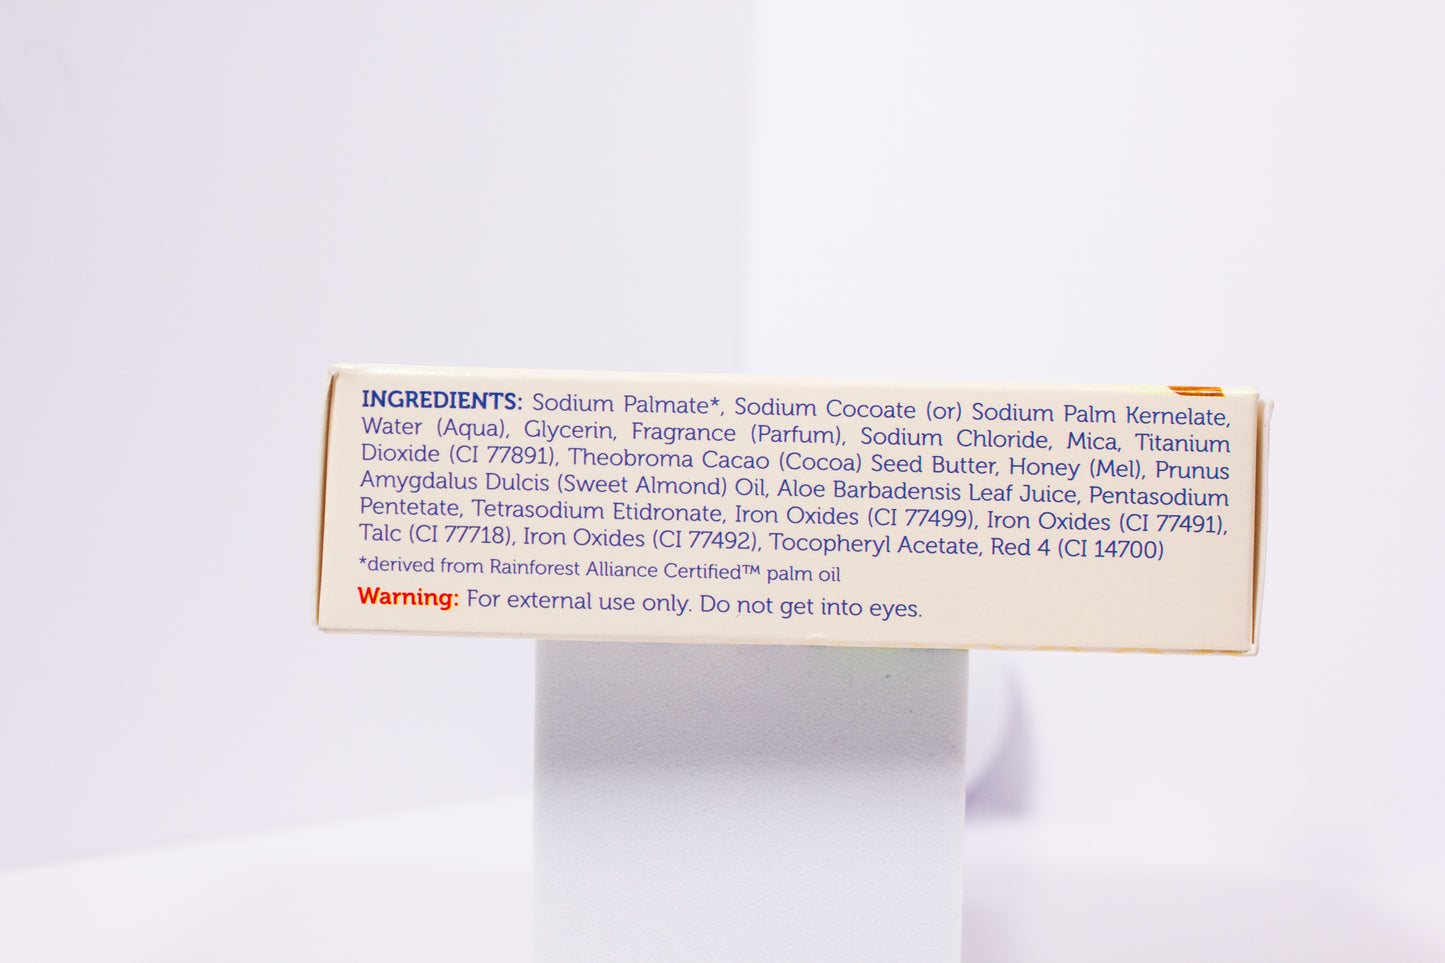 INGREDIENTS: Sodium Palmate*, Sodium Cocoate (or) Sodium Palm Kernelate,
Water (Aqua), Glycerin, Fragrance (Parfum), Sodium Chloride, Mica, Titanium
Dioxide (CI 77891), Theobroma Cacao (Cocoa) Seed Butter, Honey (Mel), Prunus
Amygdalus Dulcis (Sweet Almond) Oil, Aloe Barbadensis Leaf Juice, Pentasodium
Pentetate, Tetrasodium Etidronate, Iron Oxides (CI 77499), Iron Oxides (CI 77491),
Talc (CI 77718), Iron Oxides (CI 77492), Tocopheryl Acetate, Red 4 (CI 14700)
*derived from Rainforest Alliance Certified™ palm oil
Warning: For external use only. Do not get into eyes.